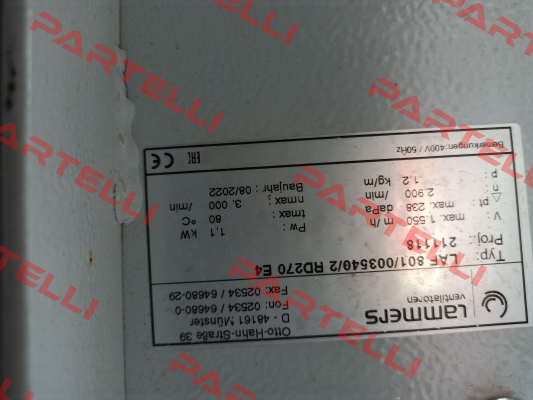 Lammers
ventilatoren
Otto-Hahn-Straße 39
D - 48161 Münster
Fon: 02534 / 64680-0
Fax: 02534 / 64680-29
Typ.: LAF 801/003540/2 RD270 E4
Proj.: 211118
V : max. 1.550 m/h Pw : 1,1 kW
△ pt : max. 238 daPa tmax : 80 °C
n : 2.900 /min nmax : 3.000 /min
p : 1,2 kg/m Baujahr : 08/2022
Bemerkungen: 400V / 50Hz
EAC CE
PARTELLI
PARTELLI
PARTELLI
PARTELLI
PARTELLI
PARTELLI
PARTELLI